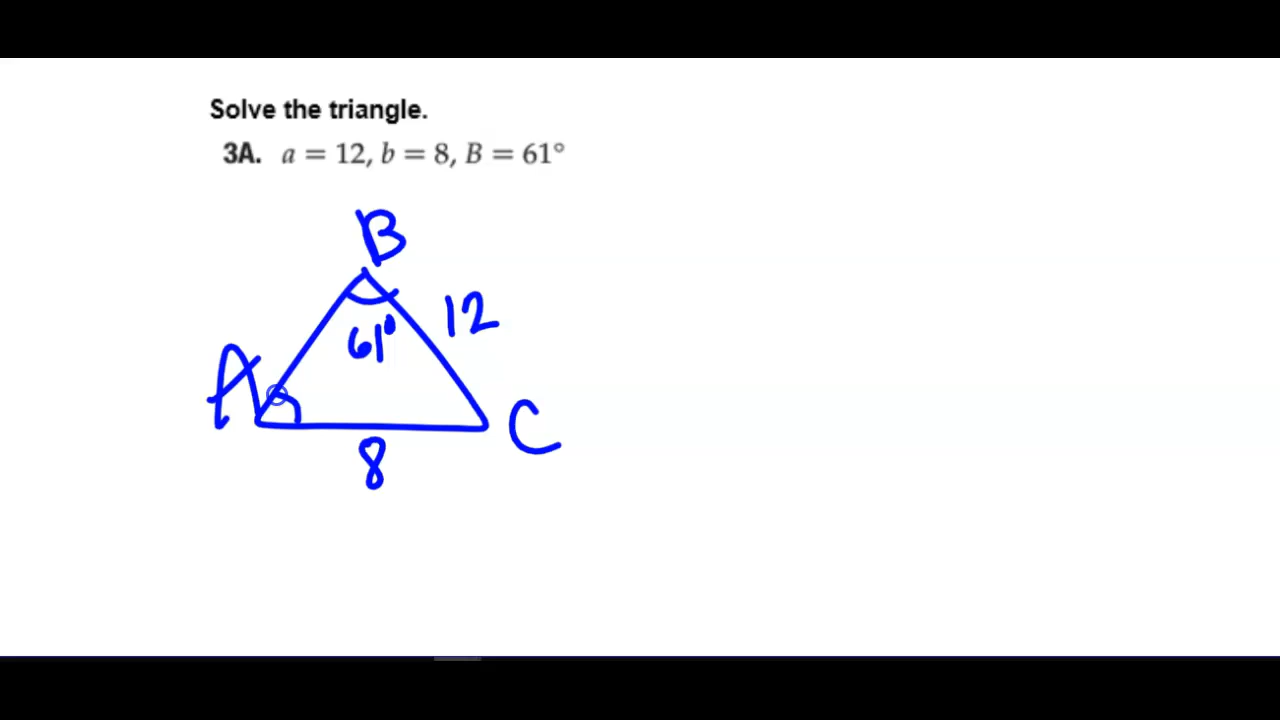 Solve the triangle.
3A. a = 12, b = 8, B = 61°
B
12
61°
A
C
8